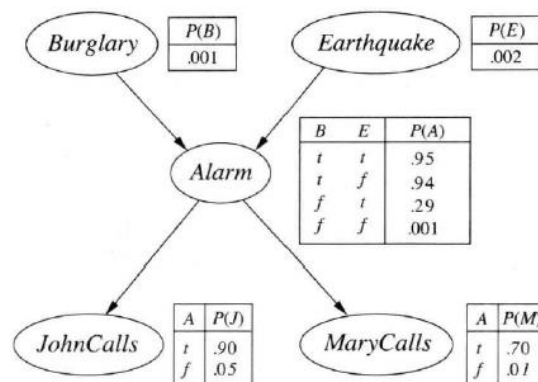 Burglary
P(B)
.001
Earthquake
P(E)
.002
Alarm
B E P(A)
t t .95
t f .94
f t .29
f f .001
JohnCalls
A P(J)
t .90
f .05
MaryCalls
A P(M)
t .70
f .01